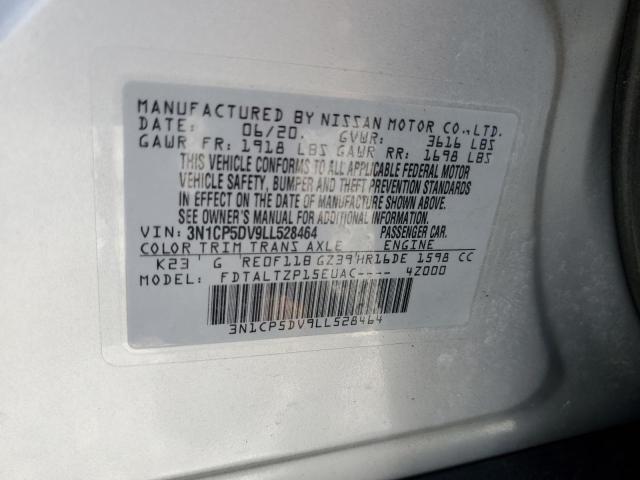 MANUFACTURED BY NISSAN MOTOR CO., LTD.
DATE: 06/20. GVWR: 3616 LBS
GAWR FR: 1918 LBS GAWR RR: 1698 LBS
THIS VEHICLE CONFORMS TO ALL APPLICABLE FEDERAL MOTOR
VEHICLE SAFETY, BUMPER AND THEFT PREVENTION STANDARDS
IN EFFECT ON THE DATE OF MANUFACTURE SHOWN ABOVE.
SEE OWNER'S MANUAL FOR ADDITIONAL INFORMATION.
VIN: 3N1CP5DV9LL528464 PASSENGER CAR.
COLOR TRIM TRANS AXLE ENGINE
K23 G RE0F11B GZ39 HR16DE 1598 CC
MODEL: FDTALTZP15EUAC---- 4Z000
3N1CP5DV9LL528464